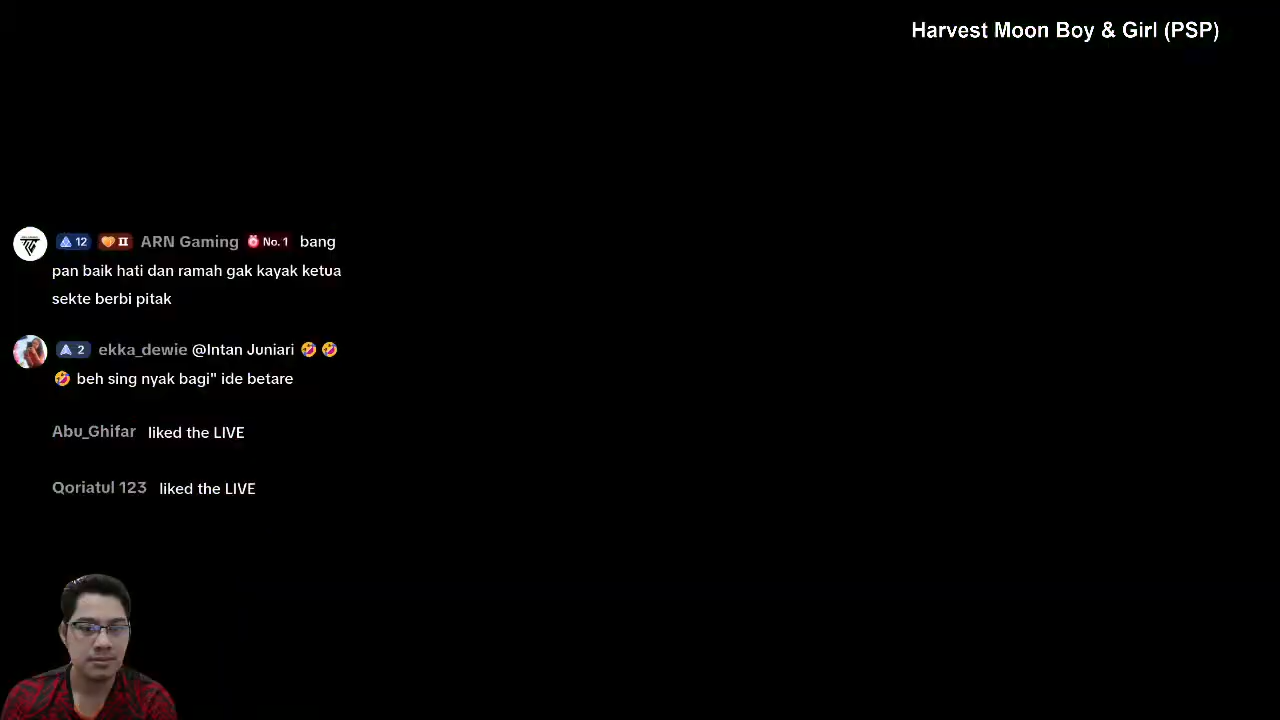 Harvest Moon Boy & Girl (PSP)
12 II ARN Gaming No. 1 bang
pan baik hati dan ramah gak kayak ketua
sekte berbi pitak
2 ekka_dewie @Intan Juniari 🤣 🤣
🤣 beh sing nyak bagi" ide betare
Abu_Ghifar liked the LIVE
Qoriatul 123 liked the LIVE